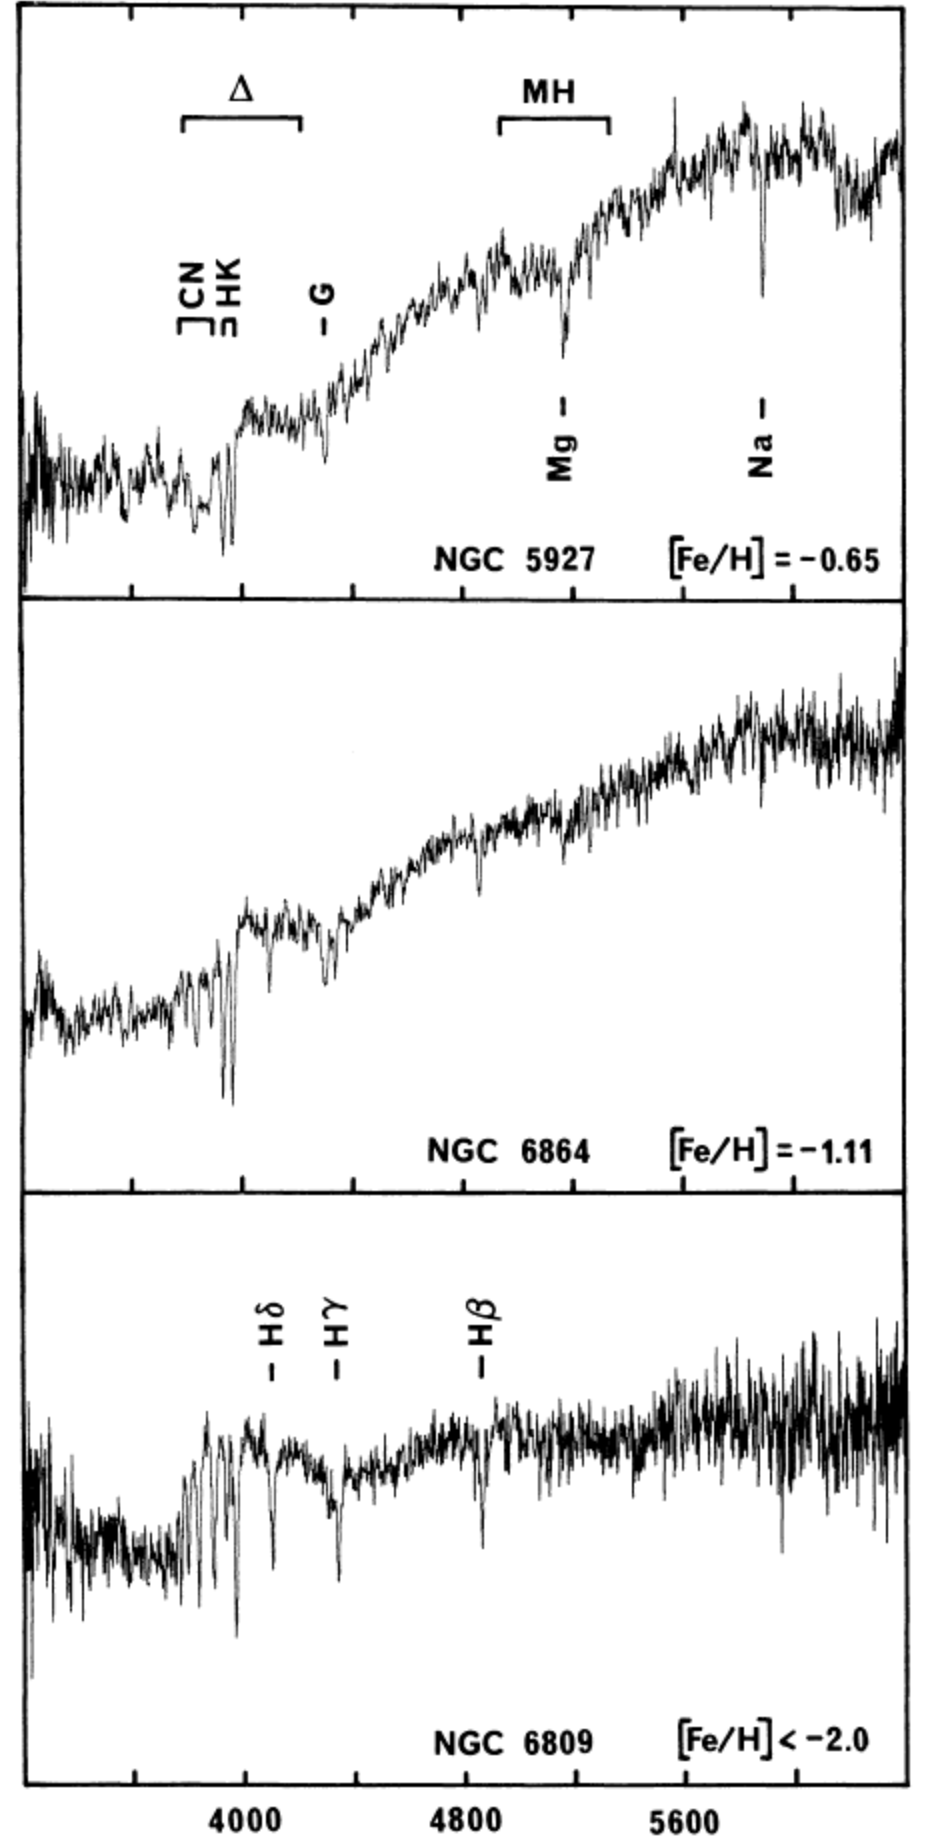 Δ MH
CN HK G
Mg Na
NGC 5927 [Fe/H] = -0.65
NGC 6864 [Fe/H] = -1.11
Hδ Hγ Hβ
NGC 6809 [Fe/H] < -2.0
4000 4800 5600